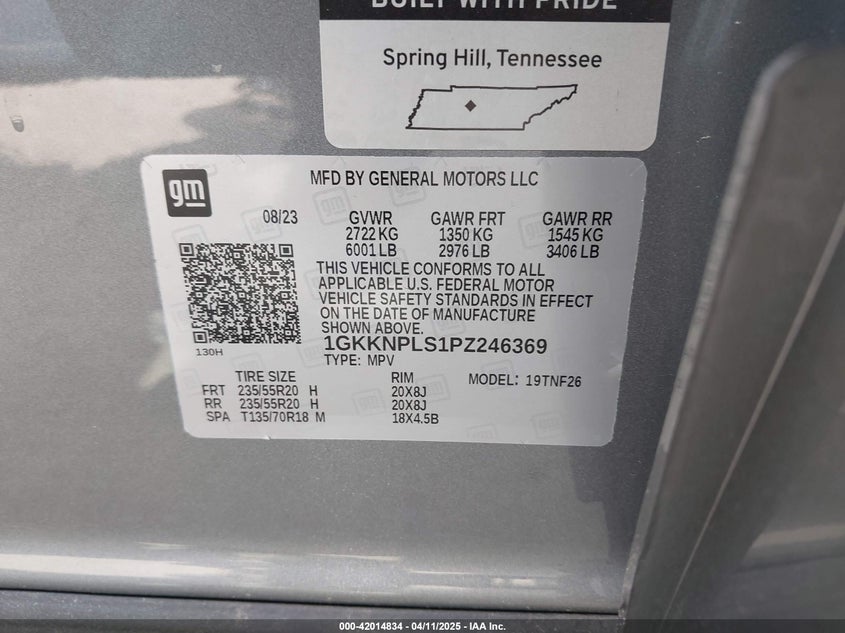 BUILT WITH PRIDE
Spring Hill, Tennessee
gm
MFD BY GENERAL MOTORS LLC
08/23 GVWR GAWR FRT GAWR RR
2722 KG 1350 KG 1545 KG
6001 LB 2976 LB 3406 LB
THIS VEHICLE CONFORMS TO ALL
APPLICABLE U.S. FEDERAL MOTOR
VEHICLE SAFETY STANDARDS IN EFFECT
ON THE DATE OF MANUFACTURE
SHOWN ABOVE.
130H
1GKKNPLS1PZ246369
TYPE: MPV
TIRE SIZE RIM MODEL: 19TNF26
FRT 235/55R20 H 20X8J
RR 235/55R20 H 20X8J
SPA T135/70R18 M 18X4.5B
000-42014834 - 04/11/2025 - IAA Inc.